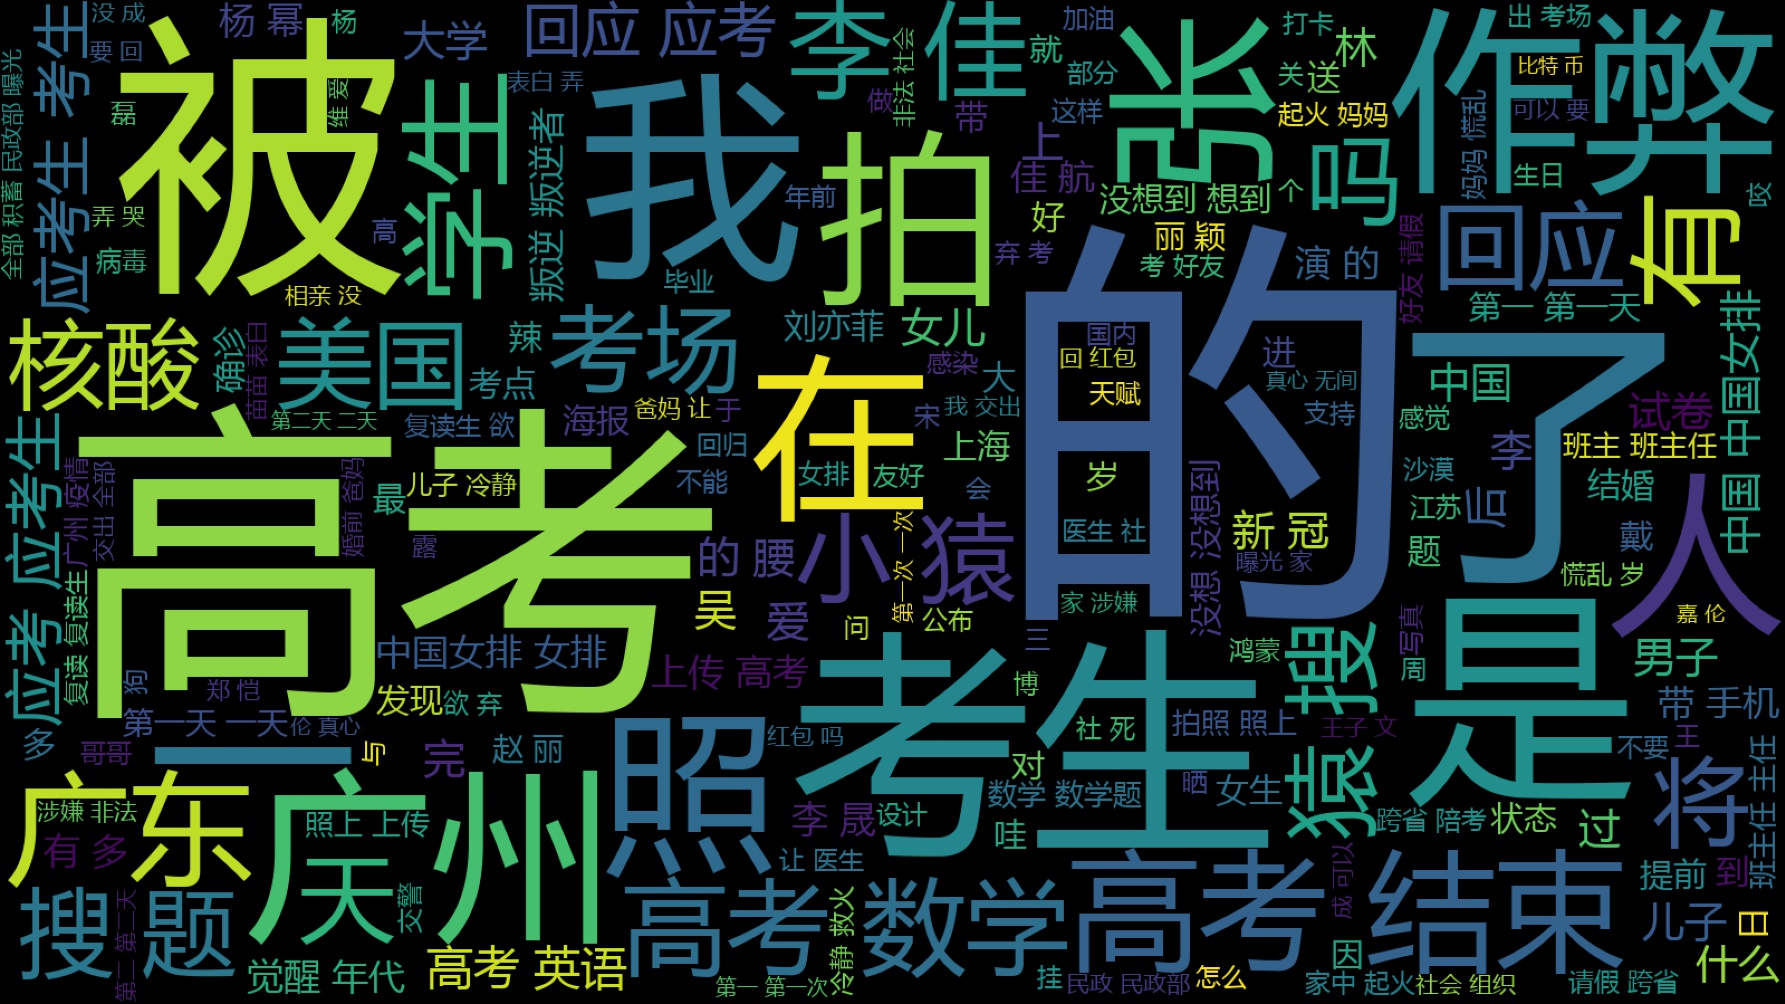 没 成
要 回
杨 幂
杨
大学
回应 应考
李 佳
就
加油
部分
打卡
林
出 考场
作弊
全部 积蓄 民政部 曝光
应考生 考生
磊
被
维 爱
学生
表白 弄
叛逆 叛逆者
我
做
非法 社会
带
这样
上
张
关
送
起火 妈妈
吗
比特 币
妈妈 慌乱
可以 要
生日
咬
弄 哭
病毒
高
相亲 没
毕业
年前
拍
佳 航
好
弃 考
没想到 想到
个
丽 颖
考 好友
演 的
好友 请假
回应
第一 第一天
有
核酸
确诊
苗苗 表白
美国
辣
考点
考场
刘亦菲
女儿
感染
大
国内
回 红包
天赋
进
真心 无间
支持
中国
感觉
试卷
中国 中国女排
的
了
第二天 二天
复读生 欲
海报
爸妈 让
于
回归
不能
在
女排
友好
宋
我 交出
上海
会
岁
李
班主 班主任
沙漠
江苏
后
结婚
应考 应考生
广州 疫情
交出 全部
高考
婚前 爸妈
最
儿子 冷静
露
的 腰
小 猿
第一次 一次
医生 社
没想 没想到
新 冠
曝光 家
题
戴
慌乱 岁
人
复读 复读生
吴
爱
问
公布
家 涉嫌
三
嘉 伦
中国女排 女排
上传 高考
考生
鸿蒙
搜
写真
周
是
男子
狗
郑 恺
发现
欲 弃
博
第一天 一天
伦 真心
多
哥哥
一
与
完
赵 丽
照
红包 吗
社 死
拍照 照上
王子 文
带 手机
不要
王
班主任 主任
广东
涉嫌 非法
有 多
广州
照上 上传
天
交警
李 晟
设计
对
数学 数学题
晒
女生
哇
猿
跨省 陪考
状态
过
将
让 医生
成 可以
提前
到
搜 题
第二 第二天
觉醒 年代
高考 英语
高考 数学
冷静 救火
高考 结束
儿子
日
什么
第一 第一次
挂
民政 民政部
怎么
因
家中 起火
社会 组织
请假 跨省